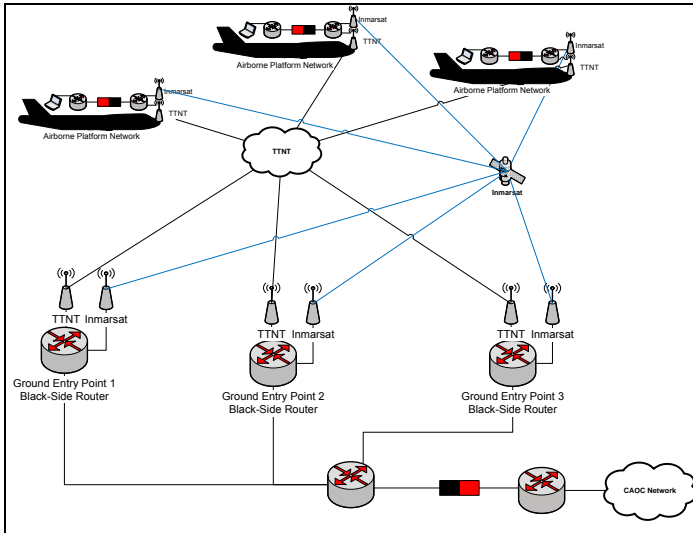 Inmarsat
TTNT
Airborne Platform Network
Inmarsat
TTNT
Airborne Platform Network
Inmarsat
TTNT
Airborne Platform Network
TTNT
Inmarsat
TTNT Inmarsat
Ground Entry Point 1
Black-Side Router
TTNT Inmarsat
Ground Entry Point 2
Black-Side Router
TTNT Inmarsat
Ground Entry Point 3
Black-Side Router
CAOC Network